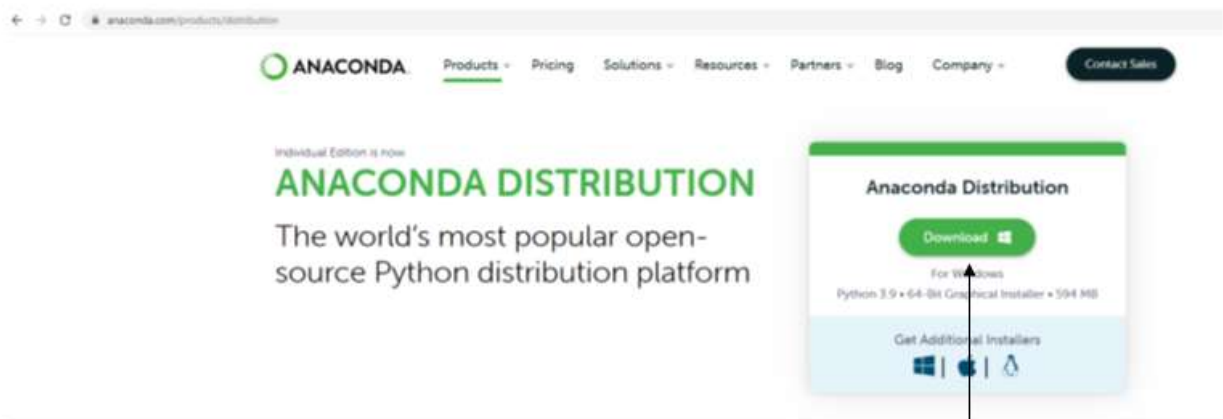 anaconda.com/products/distribution
ANACONDA.
Products Pricing Solutions Resources Partners Blog Company Contact Sales
Individual Edition is now
ANACONDA DISTRIBUTION
The world's most popular open-
source Python distribution platform
Anaconda Distribution
Download
For Windows
Python 3.9 • 64-Bit Graphical Installer • 594 MB
Get Additional Installers